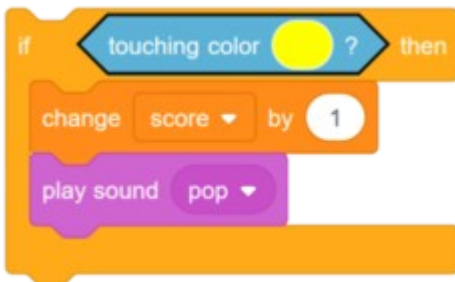 if touching color ? then
change score by 1
play sound pop